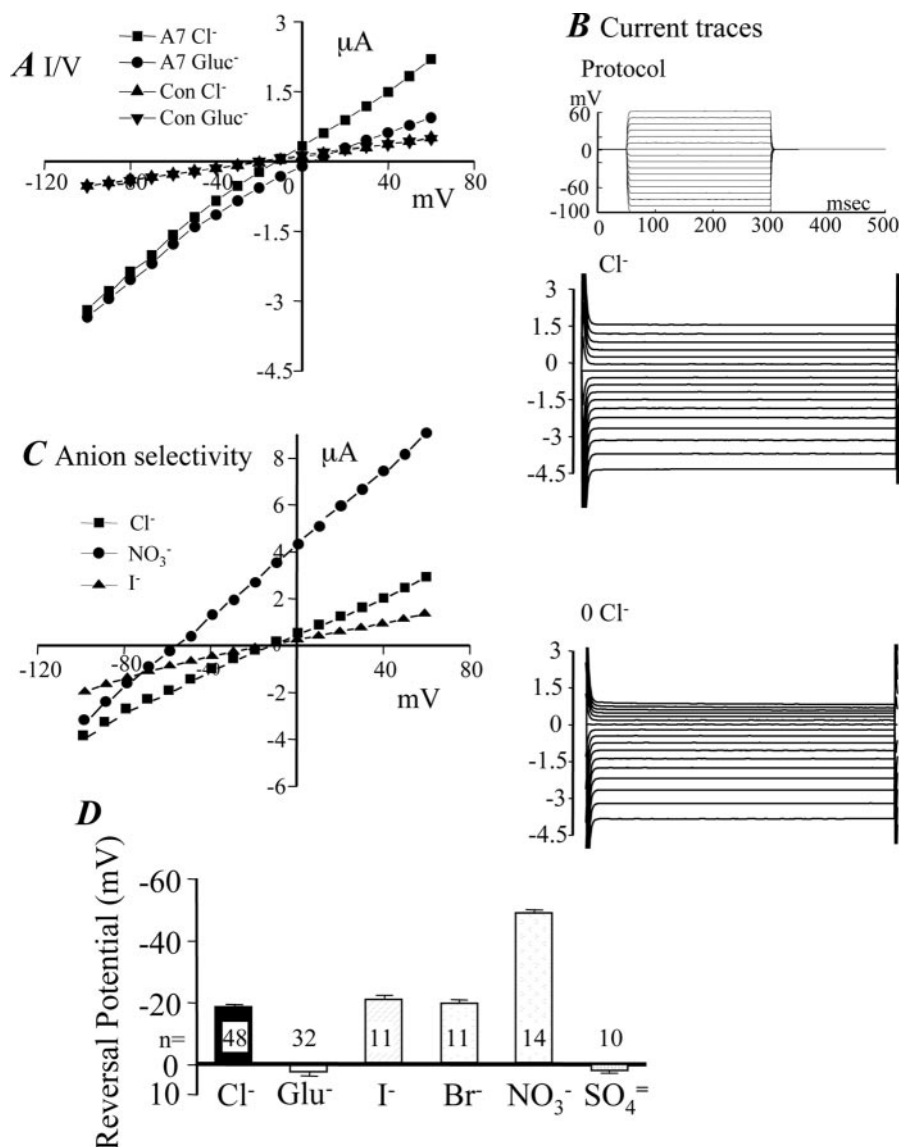 A I/V
A7 Cl⁻
A7 Gluc⁻
Con Cl⁻
Con Gluc⁻
μA
1.5
-120
-80
-40
0
40
80
mV
-1.5
-3
-4.5
B Current traces
Protocol
mV
60
0
-60
-100
msec
0
100
200
300
400
500
Cl⁻
3
1.5
0
-1.5
-3
-4.5
0 Cl⁻
3
1.5
0
-1.5
-3
-4.5
C Anion selectivity
Cl⁻
NO₃⁻
I⁻
μA
8
6
4
2
-120
-80
-40
0
40
80
mV
-2
-4
-6
D
Reversal Potential (mV)
-60
-40
-20
0
10
n= 48 32 11 11 14 10
Cl⁻ Glu⁻ I⁻ Br⁻ NO₃⁻ SO₄⁼